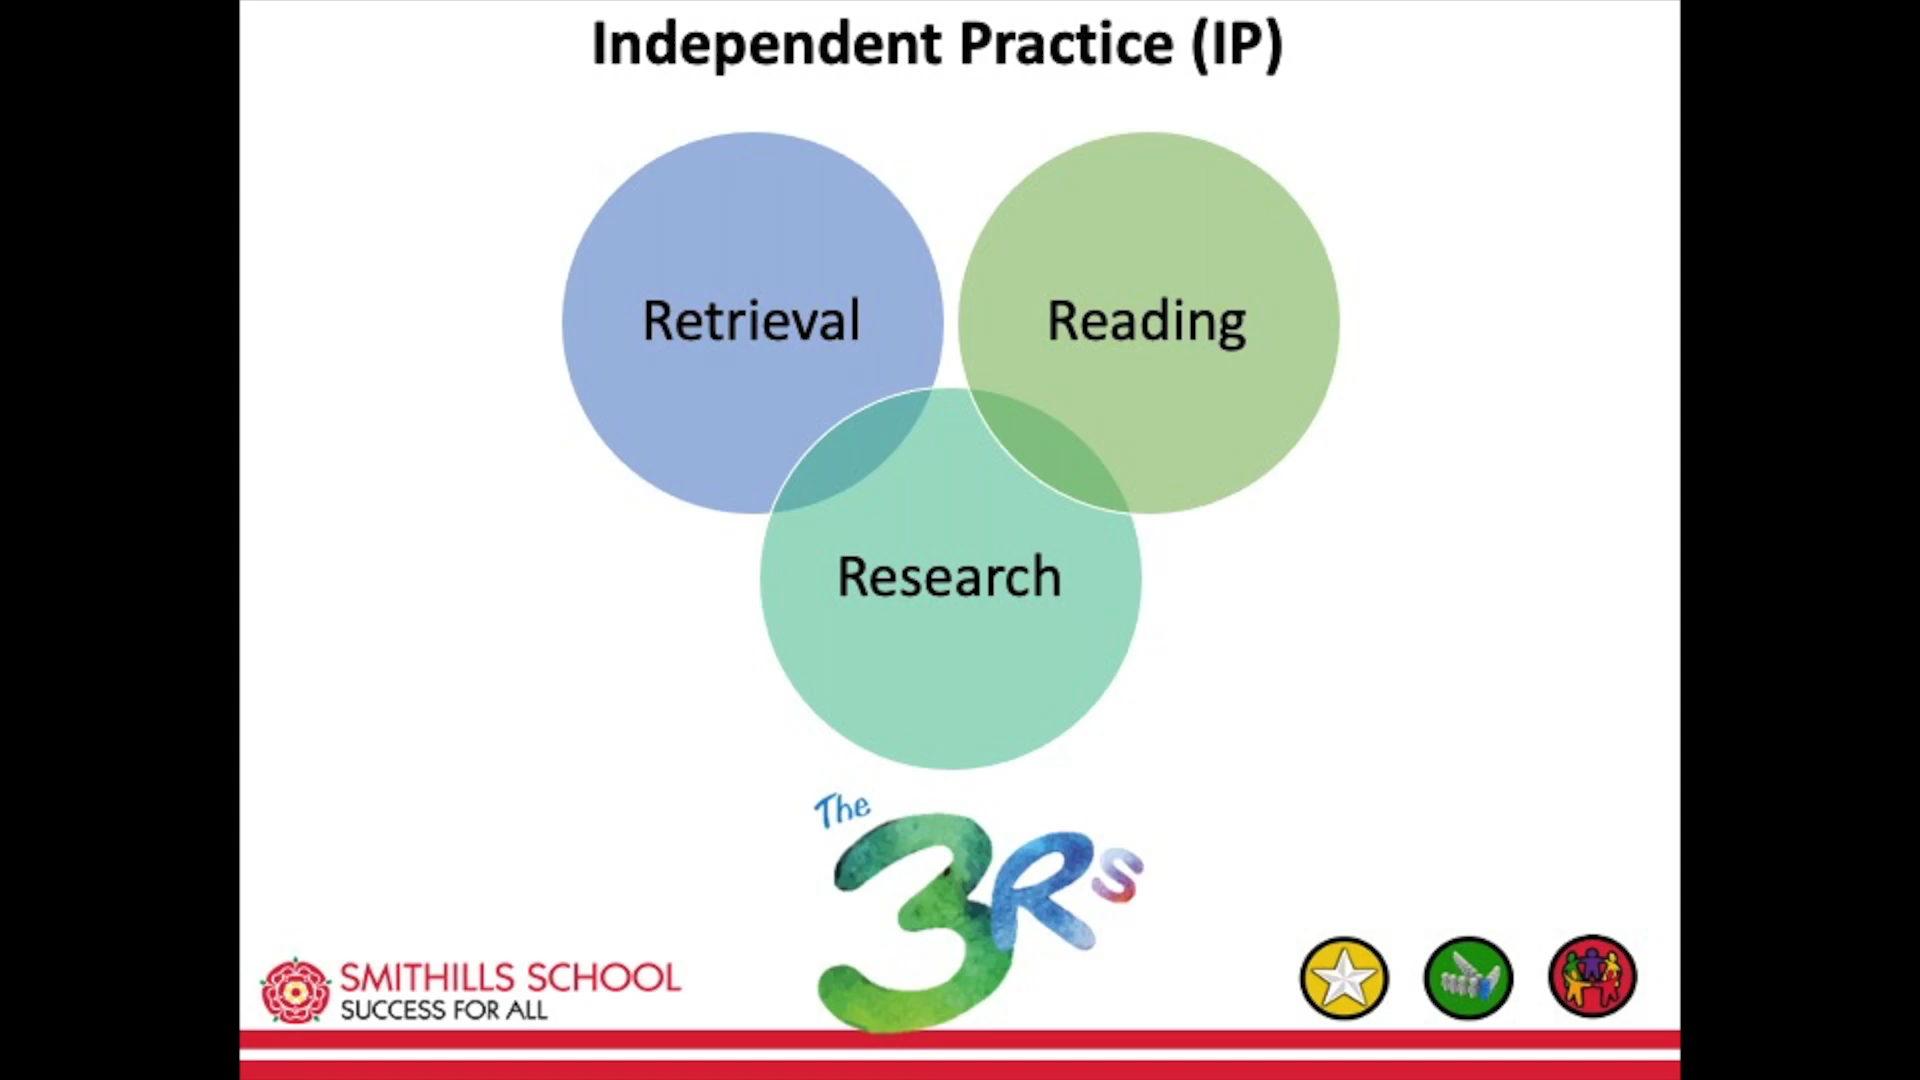 Independent Practice (IP)
Retrieval
Reading
Research
The
3Rs
SMITHILLS SCHOOL
SUCCESS FOR ALL